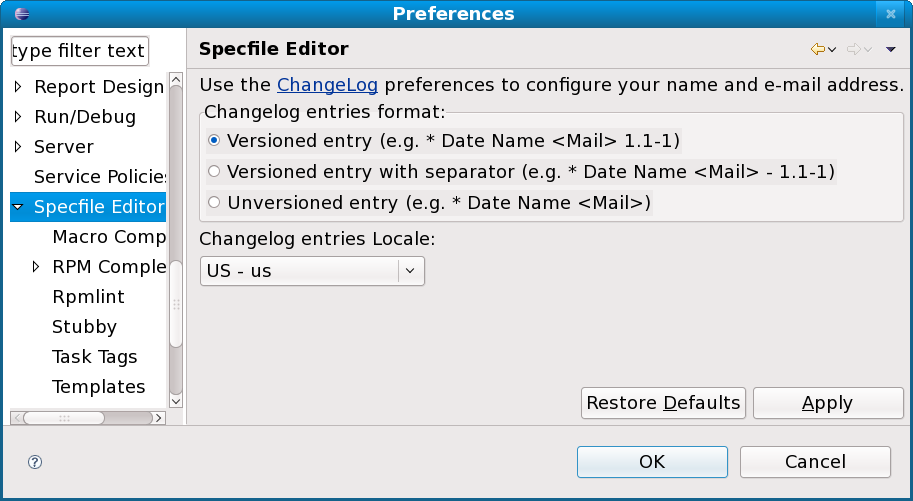 Preferences
type filter text
Report Design
Run/Debug
Server
Service Policies
Specfile Editor
Macro Comp
RPM Comple
Rpmlint
Stubby
Task Tags
Templates
Specfile Editor
Use the ChangeLog preferences to configure your name and e-mail address.
Changelog entries format:
Versioned entry (e.g. * Date Name <Mail> 1.1-1)
Versioned entry with separator (e.g. * Date Name <Mail> - 1.1-1)
Unversioned entry (e.g. * Date Name <Mail>)
Changelog entries Locale:
US - us
Restore Defaults
Apply
OK
Cancel